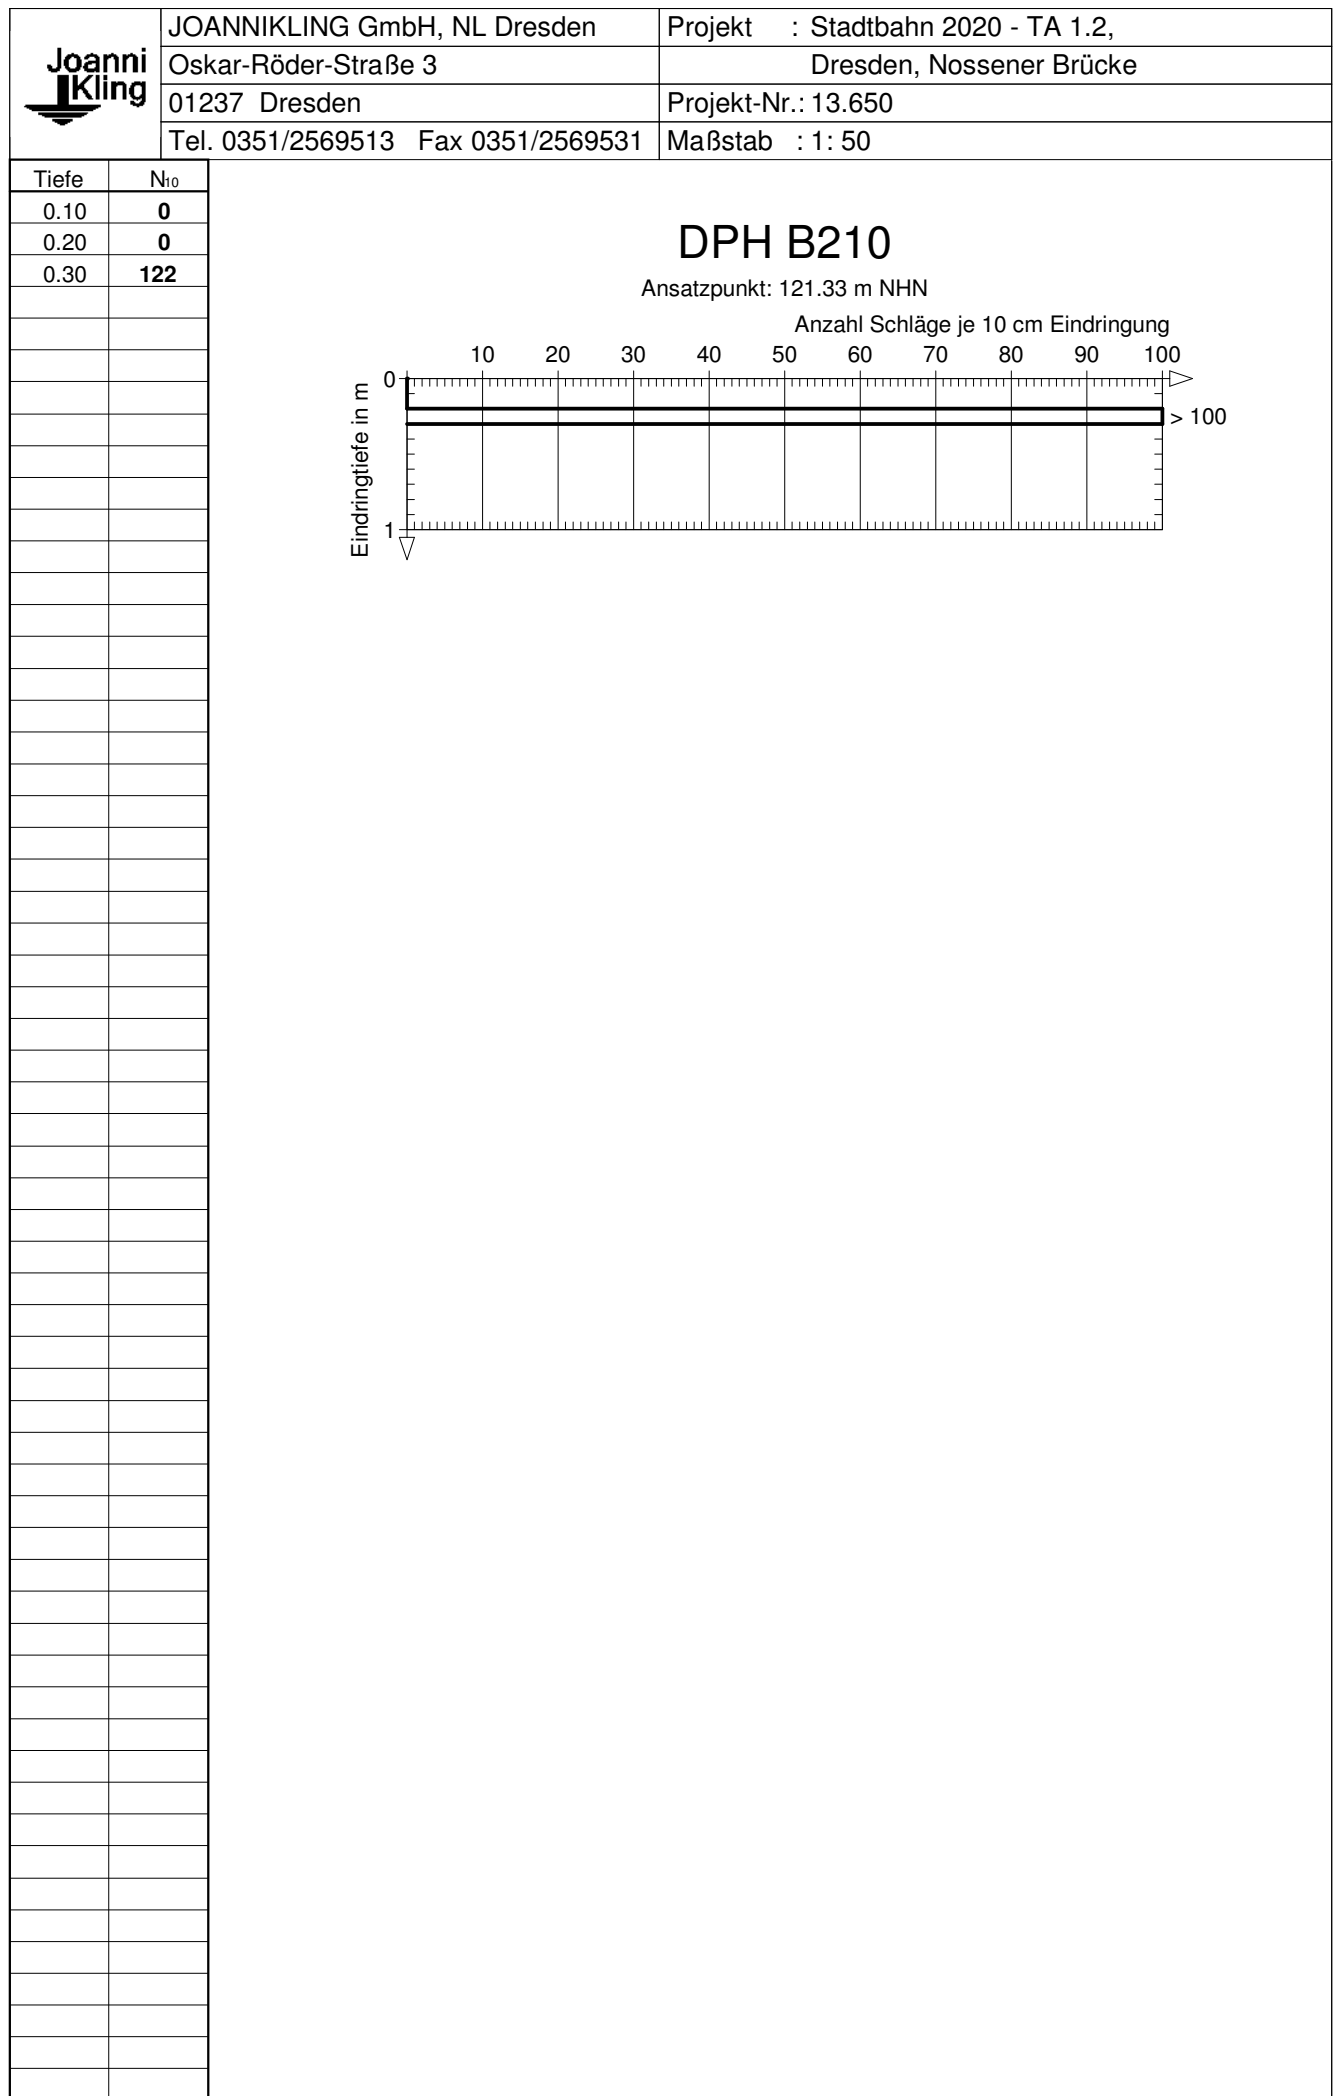 Joanni
Kling
JOANNIKLING GmbH, NL Dresden
Oskar-Röder-Straße 3
01237 Dresden
Tel. 0351/2569513 Fax 0351/2569531
Projekt : Stadtbahn 2020 - TA 1.2,
Dresden, Nossener Brücke
Projekt-Nr.: 13.650
Maßstab : 1: 50
Tiefe N10
0.10 0
0.20 0
0.30 122
DPH B210
Ansatzpunkt: 121.33 m NHN
Anzahl Schläge je 10 cm Eindringung
10 20 30 40 50 60 70 80 90 100
0
> 100
1
Eindringtiefe in m